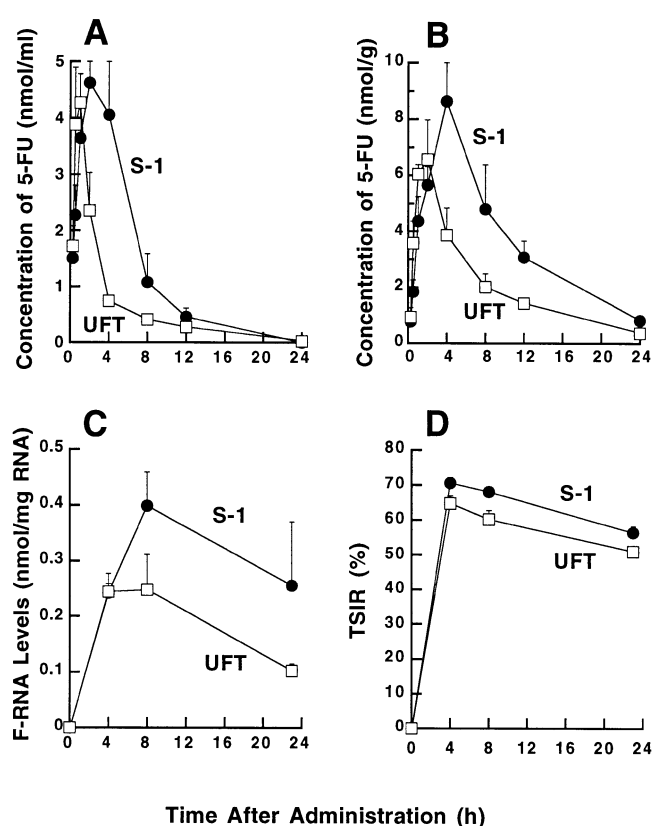 A
Concentration of 5-FU (nmol/ml)
5
4
3
2
1
0
S-1
UFT
0 4 8 12 16 20 24
B
Concentration of 5-FU (nmol/g)
10
8
6
4
2
0
S-1
UFT
0 4 8 12 16 20 24
C
F-RNA Levels (nmol/mg RNA)
0.5
0.4
0.3
0.2
0.1
0
S-1
UFT
0 4 8 12 16 20 24
D
TSIR (%)
80
70
60
50
40
30
20
10
0
S-1
UFT
0 4 8 12 16 20 24
Time After Administration (h)